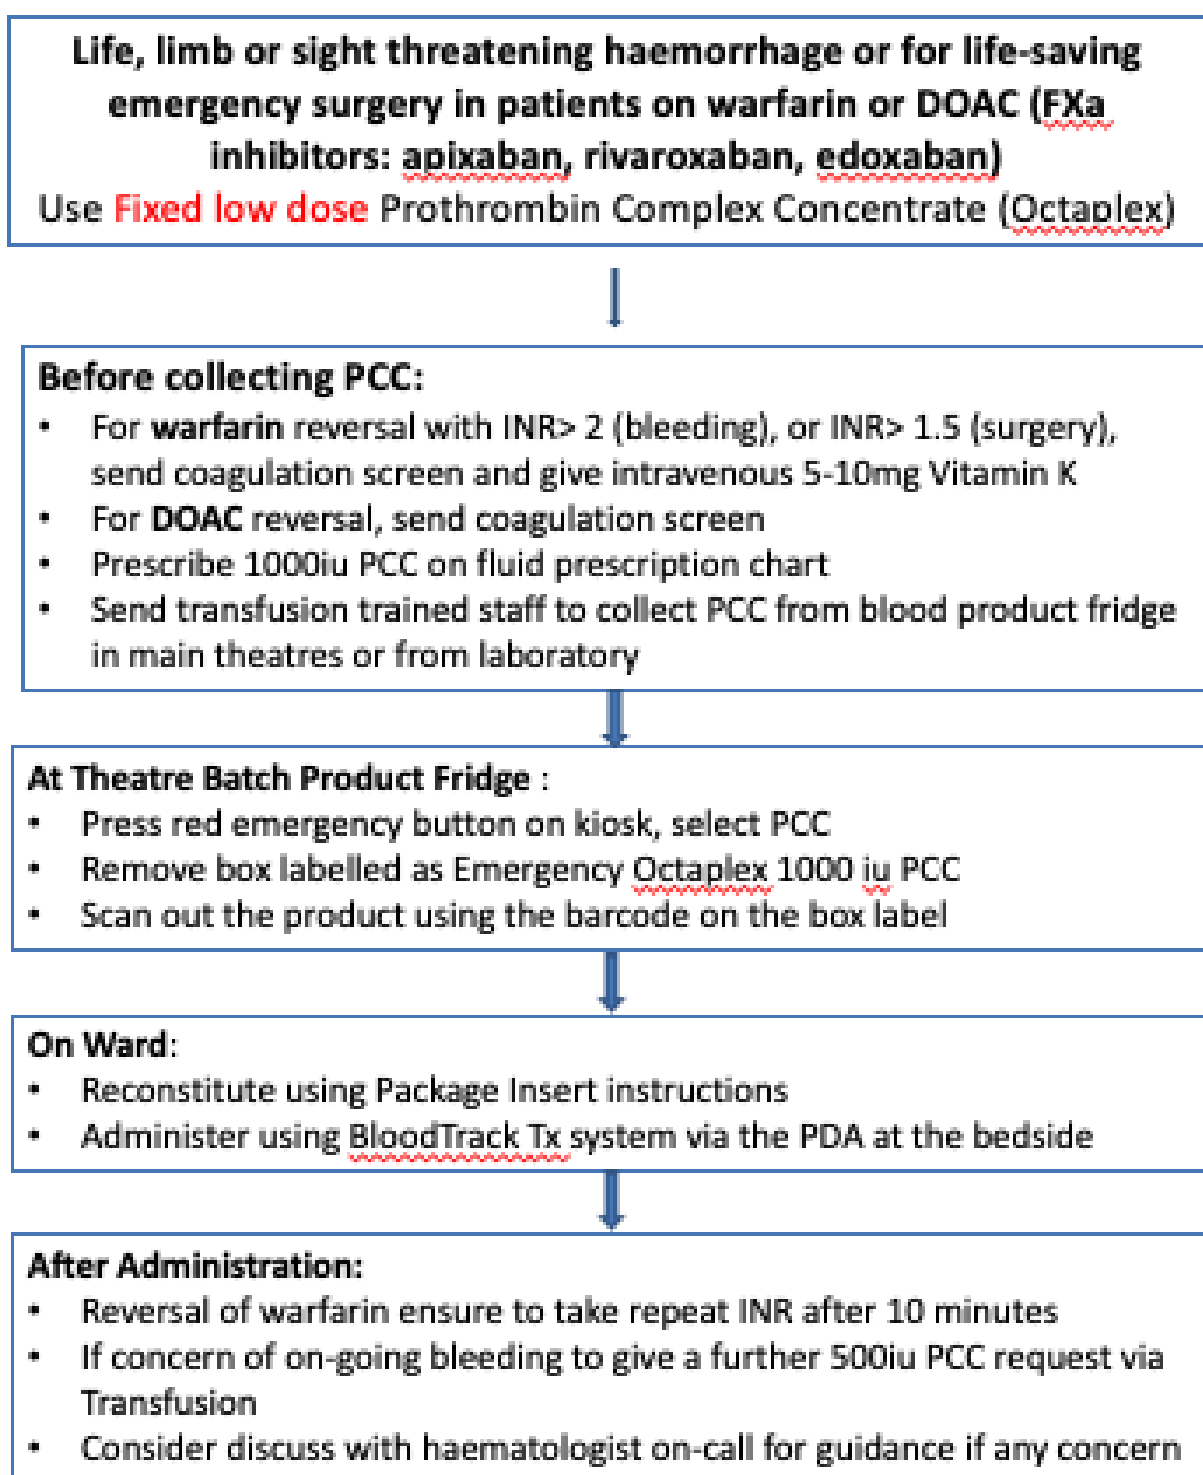 Life, limb or sight threatening haemorrhage or for life-saving
emergency surgery in patients on warfarin or DOAC (FXa
inhibitors: apixaban, rivaroxaban, edoxaban)
Use Fixed low dose Prothrombin Complex Concentrate (Octaplex)
Before collecting PCC:
• For warfarin reversal with INR> 2 (bleeding), or INR> 1.5 (surgery),
send coagulation screen and give intravenous 5-10mg Vitamin K
• For DOAC reversal, send coagulation screen
• Prescribe 1000iu PCC on fluid prescription chart
• Send transfusion trained staff to collect PCC from blood product fridge
in main theatres or from laboratory
At Theatre Batch Product Fridge :
• Press red emergency button on kiosk, select PCC
• Remove box labelled as Emergency Octaplex 1000 iu PCC
• Scan out the product using the barcode on the box label
On Ward:
• Reconstitute using Package Insert instructions
• Administer using BloodTrack Tx system via the PDA at the bedside
After Administration:
• Reversal of warfarin ensure to take repeat INR after 10 minutes
• If concern of on-going bleeding to give a further 500iu PCC request via
Transfusion
• Consider discuss with haematologist on-call for guidance if any concern